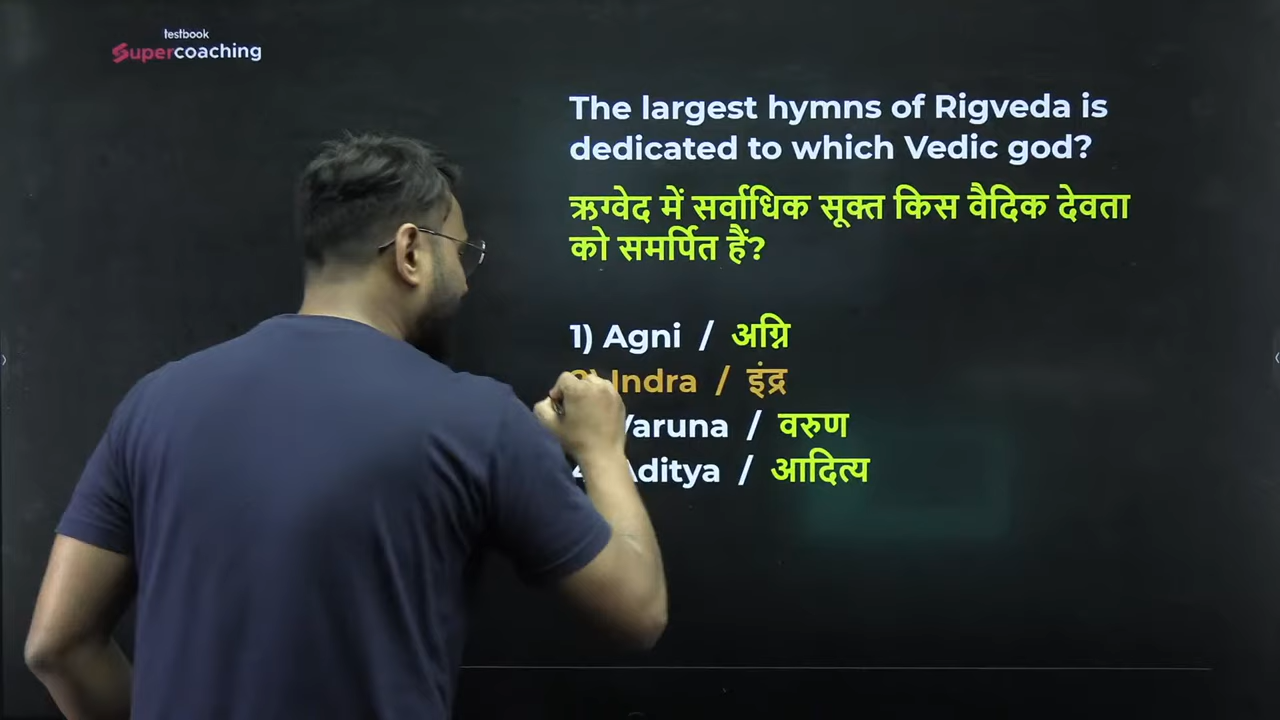 testbook
Supercoaching
The largest hymns of Rigveda is
dedicated to which Vedic god?
ऋग्वेद में सर्वाधिक सूक्त किस वैदिक देवता
को समर्पित हैं?
1) Agni / अग्नि
Indra / इंद्र
Varuna / वरुण
Aditya / आदित्य